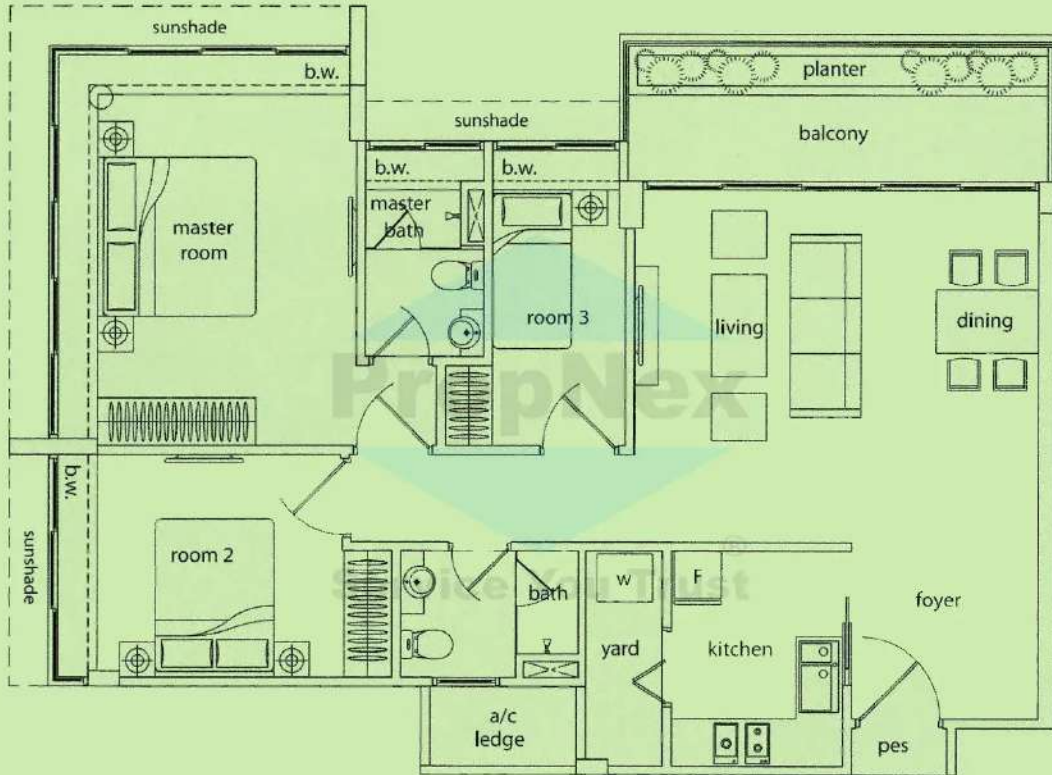 sunshade
b.w.
sunshade
planter
balcony
b.w.
b.w.
master
bath
master
room
room 3
living
dining
PropNex
b.w.
sunshade
room 2
bath
W
F
Service You Trust
®
yard
kitchen
foyer
a/c
ledge
pes